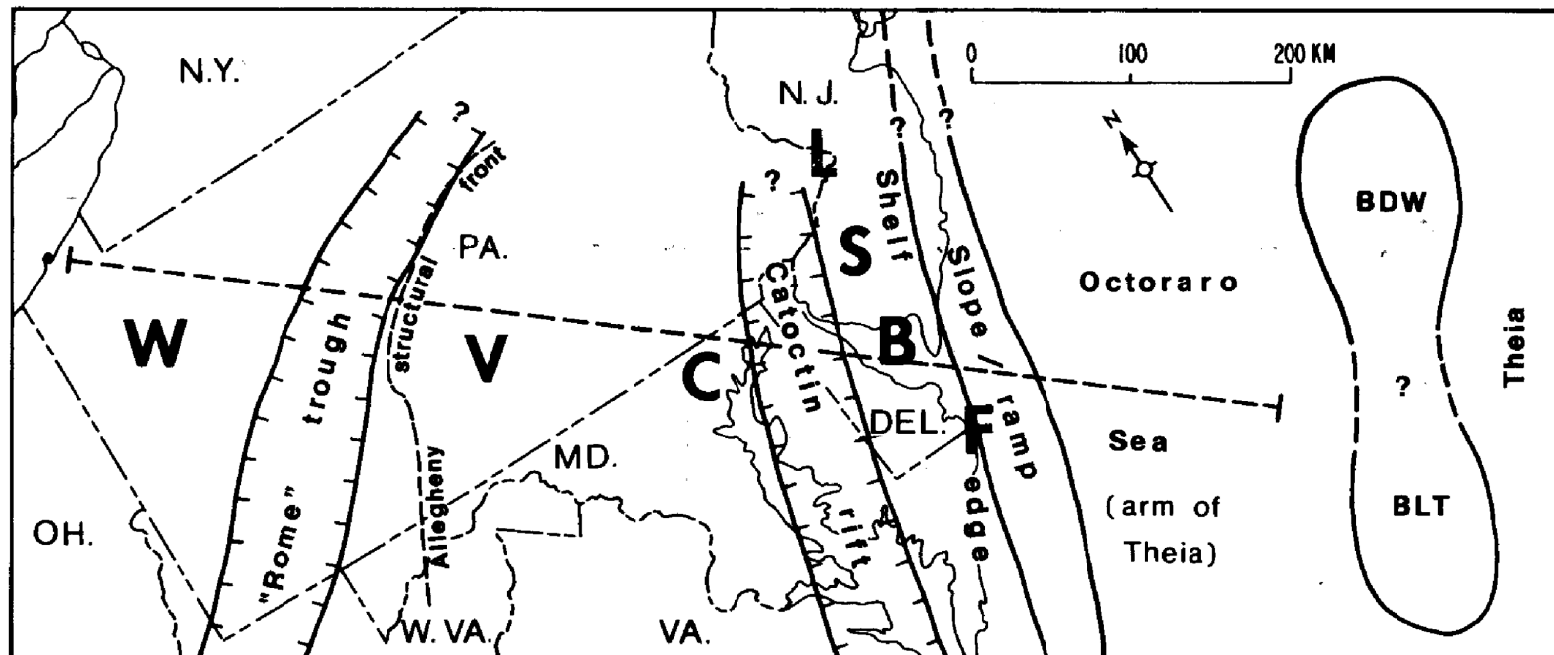 N.Y.
0 100 200 KM
N. J.
?
?
?
front
L
N
?
Shelf
BDW
PA.
S
Slope / ramp
Octoraro
W
structural
V
Catoctin
B
Theia
trough
C
?
DEL.
F
Sea
MD.
edge
OH.
Allegheny
rift
(arm of
BLT
"Rome"
Theia)
W. VA.
VA.